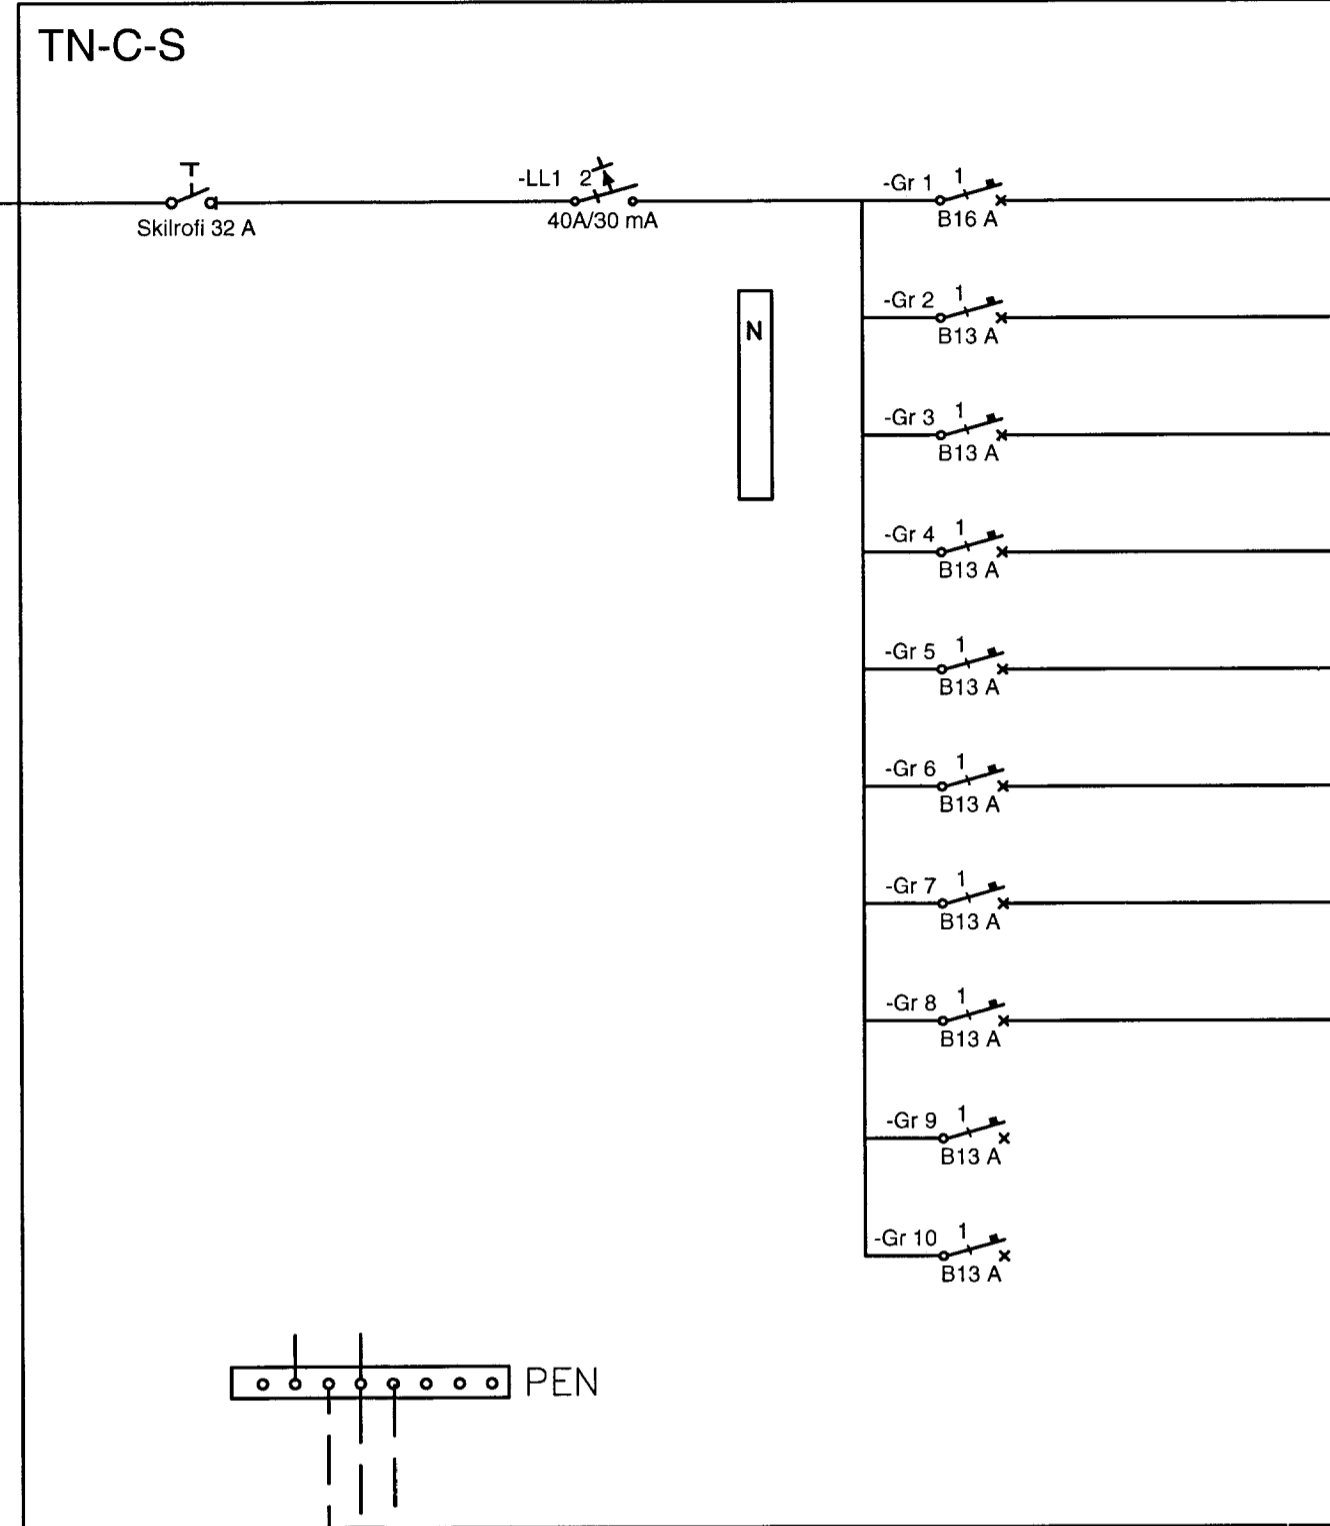 TN-C-S
-LL1 2
-Gr 1 1
Skilrofi 32 A
40A/30 mA
B16 A
-Gr 2 1
N
B13 A
-Gr 3 1
B13 A
-Gr 4 1
B13 A
-Gr 5 1
B13 A
-Gr 6 1
B13 A
-Gr 7 1
B13 A
-Gr 8 1
B13 A
-Gr 9 1
B13 A
-Gr 10 1
B13 A
PEN